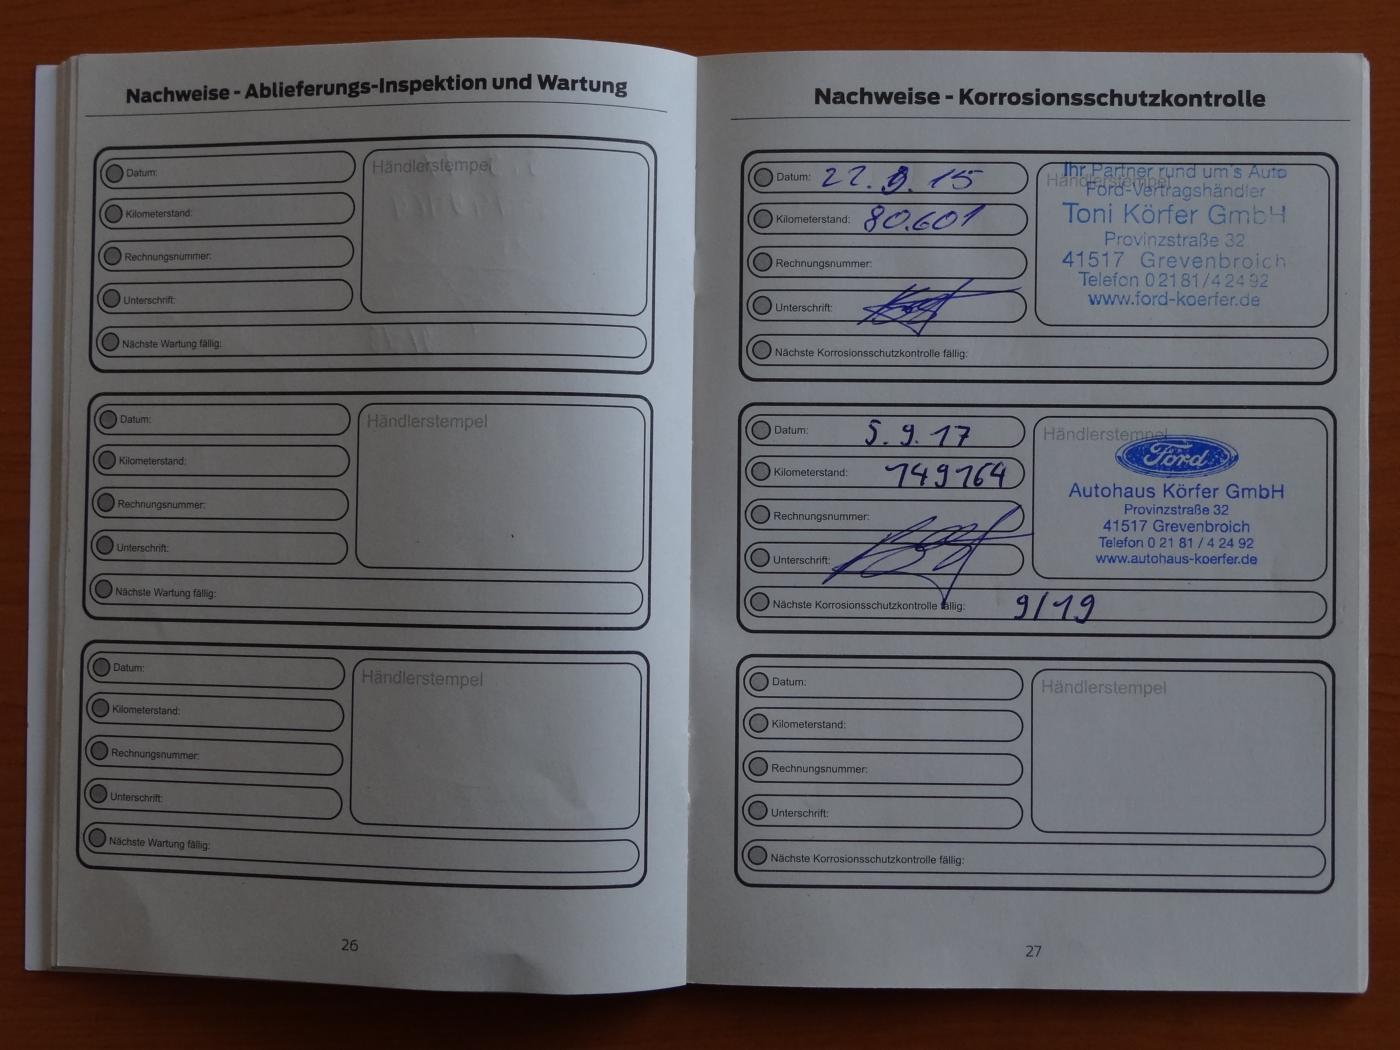 Nachweise - Ablieferungs-Inspektion und Wartung
Datum:
Händlerstempel
Kilometerstand:
Rechnungsnummer:
Unterschrift:
Nächste Wartung fällig:
Datum:
Händlerstempel
Kilometerstand:
Rechnungsnummer:
Unterschrift:
Nächste Wartung fällig:
Datum:
Händlerstempel
Kilometerstand:
Rechnungsnummer:
Unterschrift:
Nächste Wartung fällig:
26
Nachweise - Korrosionsschutzkontrolle
Datum: 22. 9. 15
Kilometerstand: 80.601
Rechnungsnummer:
Unterschrift:
Händlerstempel
Ihr Partner rund um's Auto
Ford-Vertragshändler
Toni Körfer GmbH
Provinzstraße 32
41517 Grevenbroich
Telefon 0 21 81 / 4 24 92
www.ford-koerfer.de
Nächste Korrosionsschutzkontrolle fällig:
Datum: 5. 9. 17
Kilometerstand: 149164
Rechnungsnummer:
Unterschrift:
Händlerstempel
Ford
Autohaus Körfer GmbH
Provinzstraße 32
41517 Grevenbroich
Telefon 0 21 81 / 4 24 92
www.autohaus-koerfer.de
Nächste Korrosionsschutzkontrolle fällig: 9/19
Datum:
Händlerstempel
Kilometerstand:
Rechnungsnummer:
Unterschrift:
Nächste Korrosionsschutzkontrolle fällig:
27